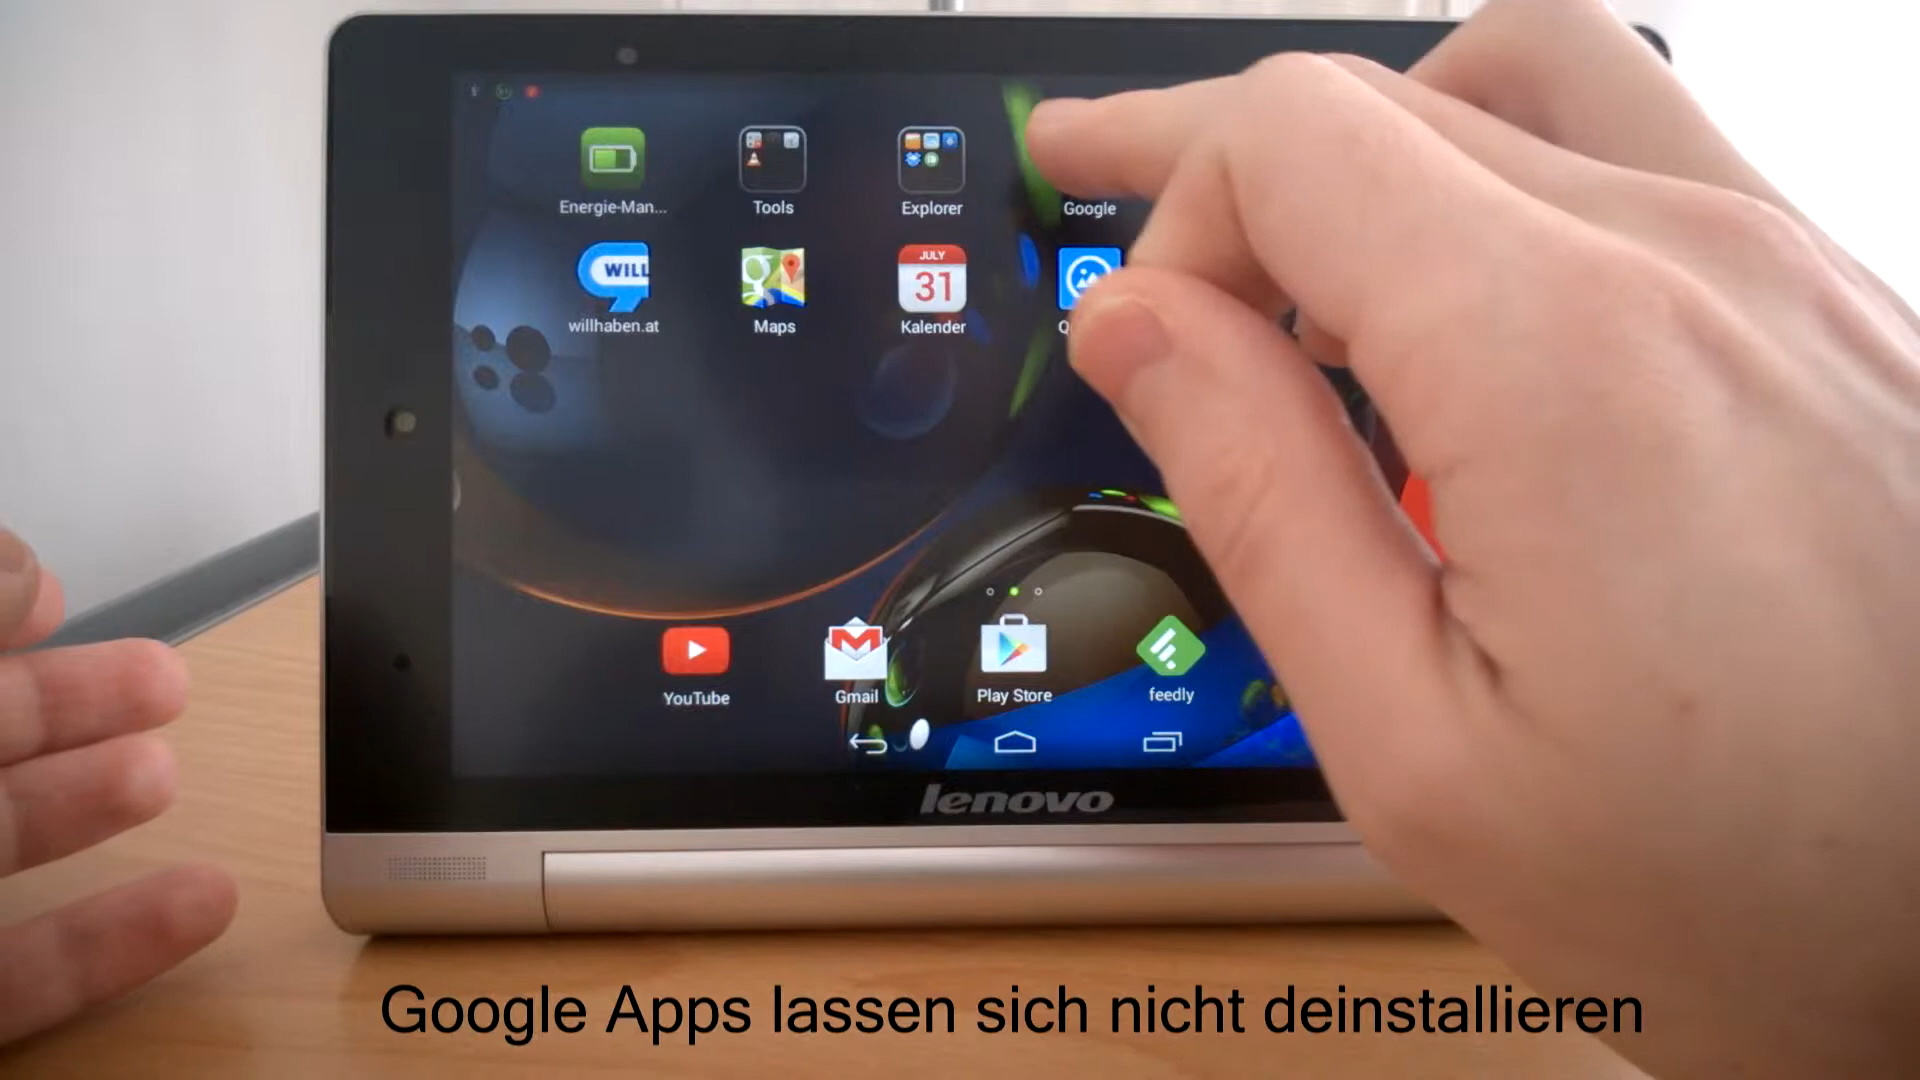 Energie-Man...
Tools
Explorer
Google
WILL
JULY
31
willhaben.at
Maps
Kalender
YouTube
Gmail
Play Store
feedly
lenovo
Google Apps lassen sich nicht deinstallieren